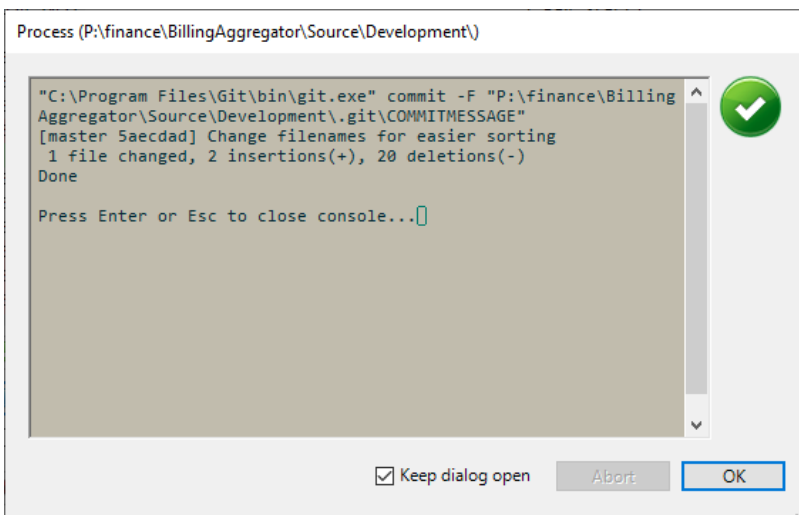 Process (P:\finance\BillingAggregator\Source\Development\)
"C:\Program Files\Git\bin\git.exe" commit -F "P:\finance\Billing
Aggregator\Source\Development\.git\COMMITMESSAGE"
[master 5aecdad] Change filenames for easier sorting
 1 file changed, 2 insertions(+), 20 deletions(-)
Done
Press Enter or Esc to close console...
Keep dialog open
Abort
OK